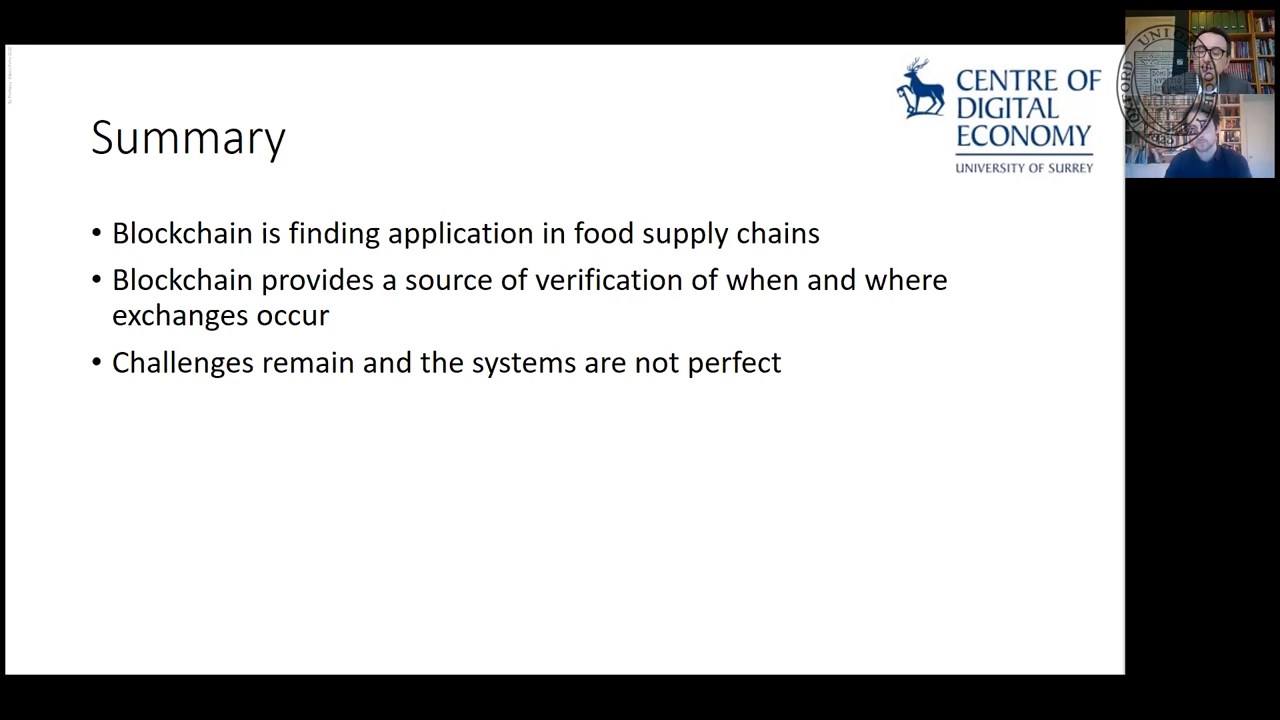 CENTRE OF
DIGITAL
ECONOMY
UNIVERSITY OF SURREY
Summary
• Blockchain is finding application in food supply chains
• Blockchain provides a source of verification of when and where
exchanges occur
• Challenges remain and the systems are not perfect